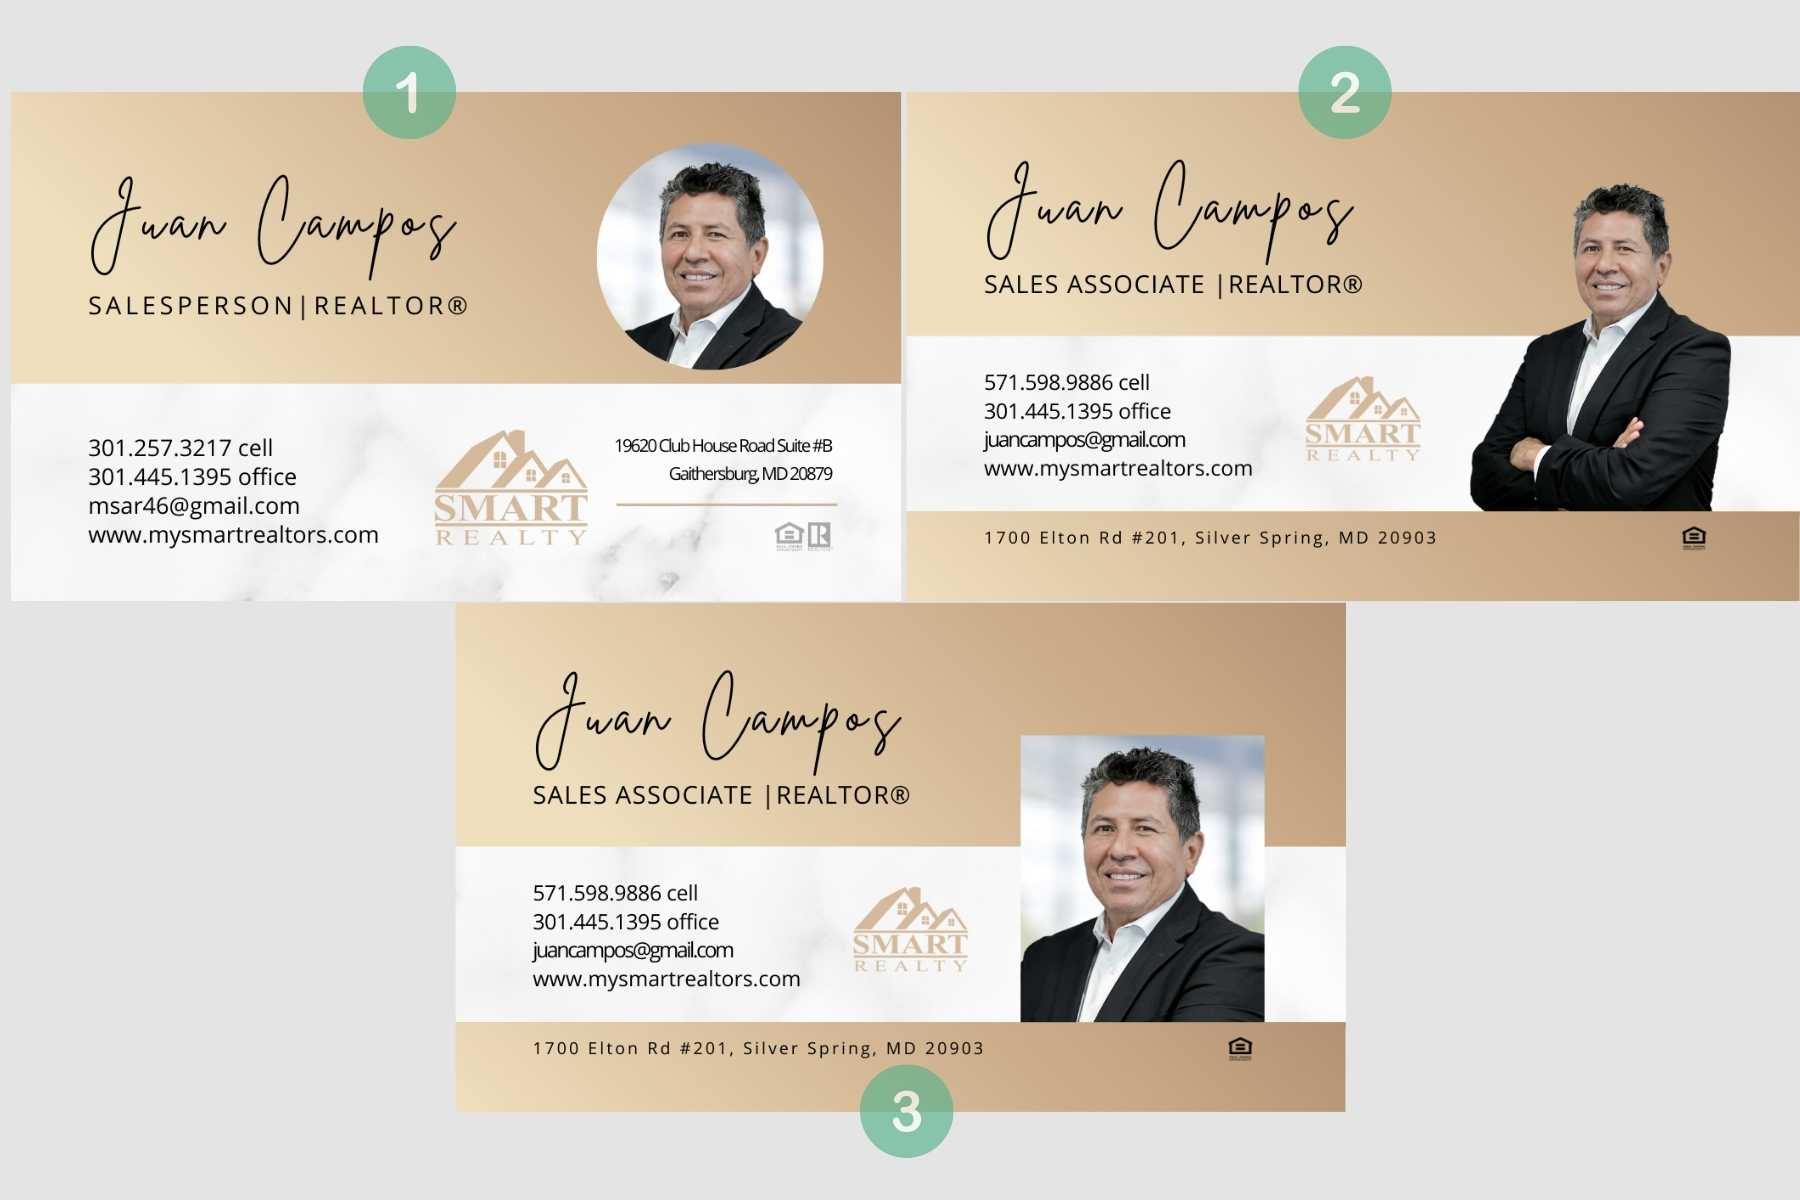 1
Juan Campos
SALESPERSON|REALTOR®
301.257.3217 cell
301.445.1395 office
msar46@gmail.com
www.mysmartrealtors.com
SMART
REALTY
19620 Club House Road Suite #B
Gaithersburg, MD 20879
2
Juan Campos
SALES ASSOCIATE |REALTOR®
571.598.9886 cell
301.445.1395 office
juancampos@gmail.com
www.mysmartrealtors.com
SMART
REALTY
1700 Elton Rd #201, Silver Spring, MD 20903
Juan Campos
SALES ASSOCIATE |REALTOR®
571.598.9886 cell
301.445.1395 office
juancampos@gmail.com
www.mysmartrealtors.com
SMART
REALTY
1700 Elton Rd #201, Silver Spring, MD 20903
3